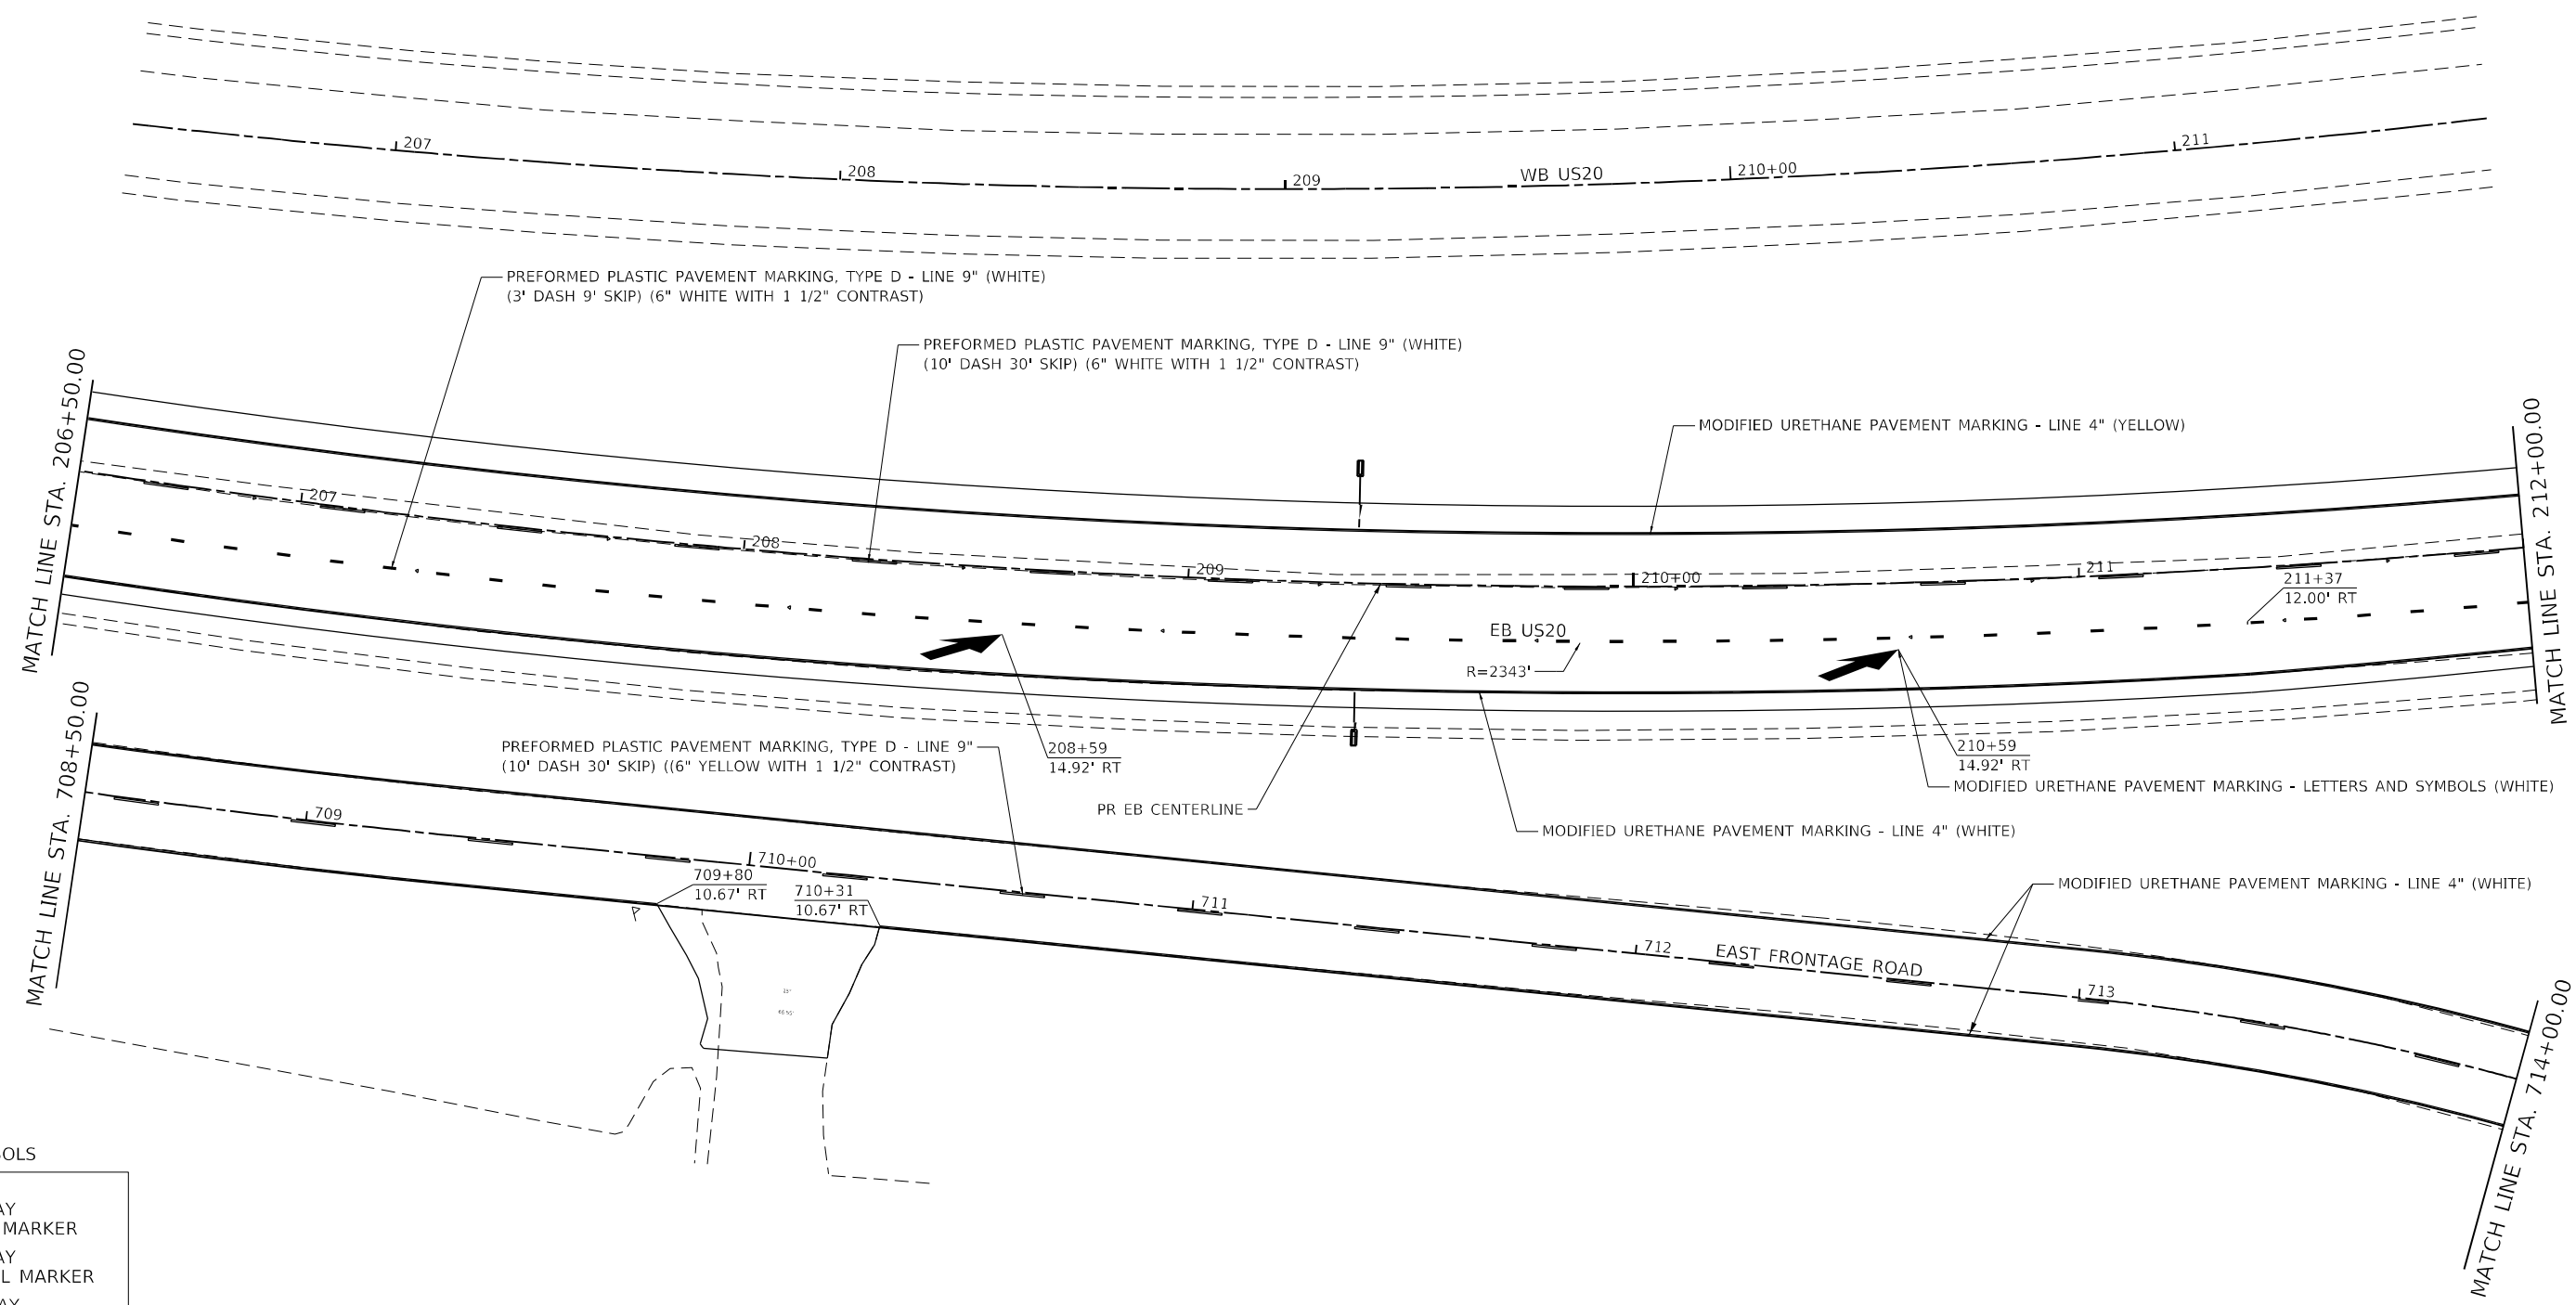 207
208
209
WB US20
210+00
211
PREFORMED PLASTIC PAVEMENT MARKING, TYPE D - LINE 9" (WHITE)
(3' DASH 9' SKIP) (6" WHITE WITH 1 1/2" CONTRAST)
PREFORMED PLASTIC PAVEMENT MARKING, TYPE D - LINE 9" (WHITE)
(10' DASH 30' SKIP) (6" WHITE WITH 1 1/2" CONTRAST)
MODIFIED URETHANE PAVEMENT MARKING - LINE 4" (YELLOW)
MATCH LINE STA. 206+50.00
MATCH LINE STA. 212+00.00
207
208
209
210+00
211
211+37
12.00' RT
EB US20
R=2343'
208+59
14.92' RT
210+59
14.92' RT
MODIFIED URETHANE PAVEMENT MARKING - LETTERS AND SYMBOLS (WHITE)
PREFORMED PLASTIC PAVEMENT MARKING, TYPE D - LINE 9"
(10' DASH 30' SKIP) ((6" YELLOW WITH 1 1/2" CONTRAST)
PR EB CENTERLINE
MODIFIED URETHANE PAVEMENT MARKING - LINE 4" (WHITE)
MATCH LINE STA. 708+50.00
709
710+00
709+80
10.67' RT
710+31
10.67' RT
711
712
EAST FRONTAGE ROAD
713
MODIFIED URETHANE PAVEMENT MARKING - LINE 4" (WHITE)
MATCH LINE STA. 714+00.00
OLS
AY
MARKER
AY
L MARKER
AY